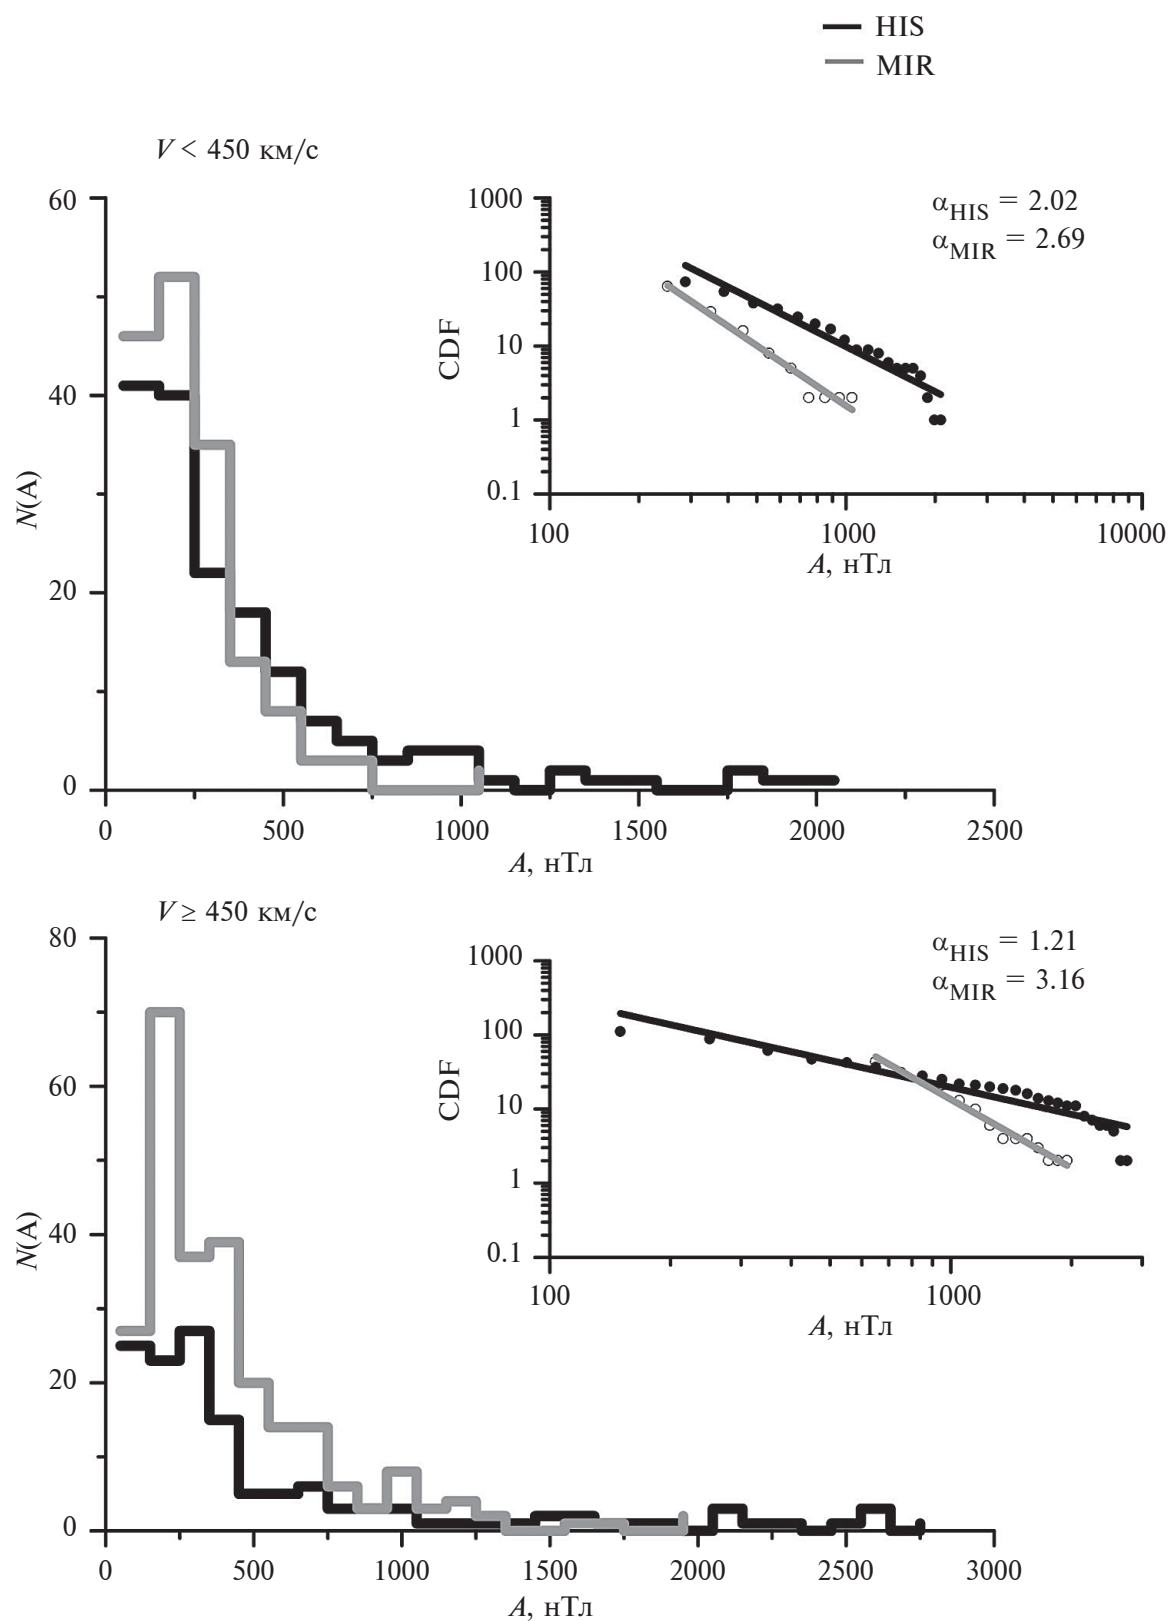 HIS
MIR
V < 450 км/с
60
40
20
0
N(A)
0 500 1000 1500 2000 2500
A, нТл
1000
100
10
1
0.1
CDF
100 1000 10000
A, нТл
αHIS = 2.02
αMIR = 2.69
V ≥ 450 км/с
80
60
40
20
0
N(A)
0 500 1000 1500 2000 2500 3000
A, нТл
1000
100
10
1
0.1
CDF
100 1000
A, нТл
αHIS = 1.21
αMIR = 3.16